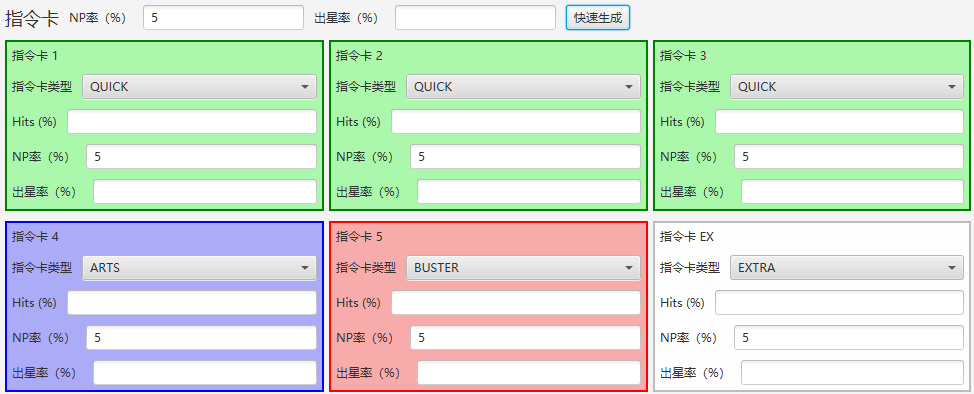 指令卡 NP率（%） 5 出星率（%） 快速生成
指令卡 1
指令卡类型 QUICK
Hits (%)
NP率（%） 5
出星率（%）
指令卡 2
指令卡类型 QUICK
Hits (%)
NP率（%） 5
出星率（%）
指令卡 3
指令卡类型 QUICK
Hits (%)
NP率（%） 5
出星率（%）
指令卡 4
指令卡类型 ARTS
Hits (%)
NP率（%） 5
出星率（%）
指令卡 5
指令卡类型 BUSTER
Hits (%)
NP率（%） 5
出星率（%）
指令卡 EX
指令卡类型 EXTRA
Hits (%)
NP率（%） 5
出星率（%）